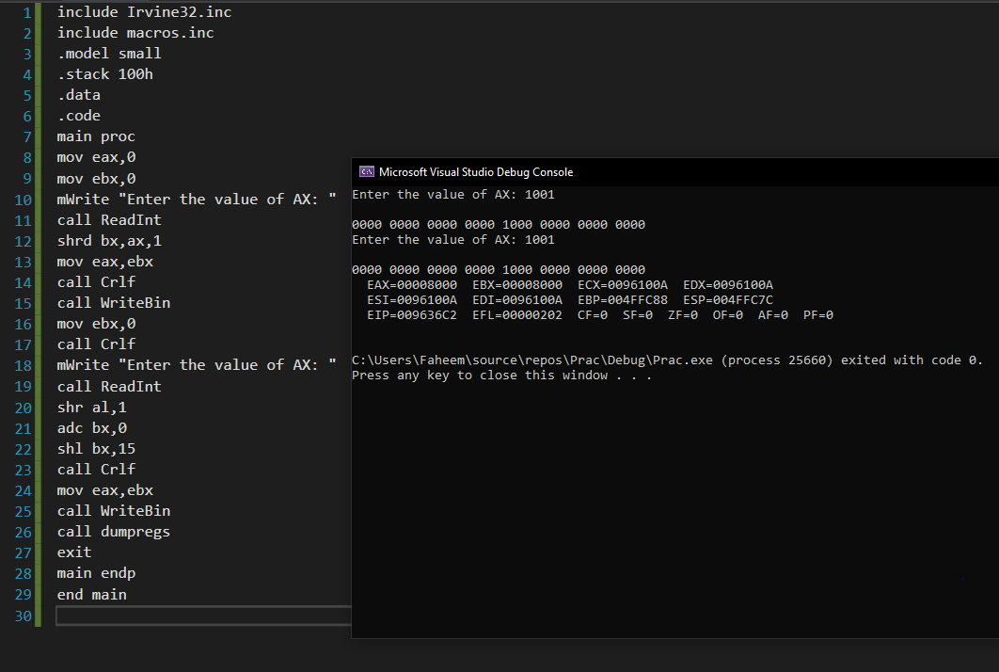 1 include Irvine32.inc
2 include macros.inc
3 .model small
4 .stack 100h
5 .data
6 .code
7 main proc
8 mov eax,0
9 mov ebx,0
10 mWrite "Enter the value of AX: "
11 call ReadInt
12 shrd bx,ax,1
13 mov eax,ebx
14 call Crlf
15 call WriteBin
16 mov ebx,0
17 call Crlf
18 mWrite "Enter the value of AX: "
19 call ReadInt
20 shr al,1
21 adc bx,0
22 shl bx,15
23 call Crlf
24 mov eax,ebx
25 call WriteBin
26 call dumpregs
27 exit
28 main endp
29 end main
30
C:\ Microsoft Visual Studio Debug Console
Enter the value of AX: 1001
0000 0000 0000 0000 1000 0000 0000 0000
Enter the value of AX: 1001
0000 0000 0000 0000 1000 0000 0000 0000
EAX=00008000 EBX=00008000 ECX=0096100A EDX=0096100A
ESI=0096100A EDI=0096100A EBP=004FFC88 ESP=004FFC7C
EIP=009636C2 EFL=00000202 CF=0 SF=0 ZF=0 OF=0 AF=0 PF=0
C:\Users\Faheem\source\repos\Prac\Debug\Prac.exe (process 25660) exited with code 0.
Press any key to close this window . . .